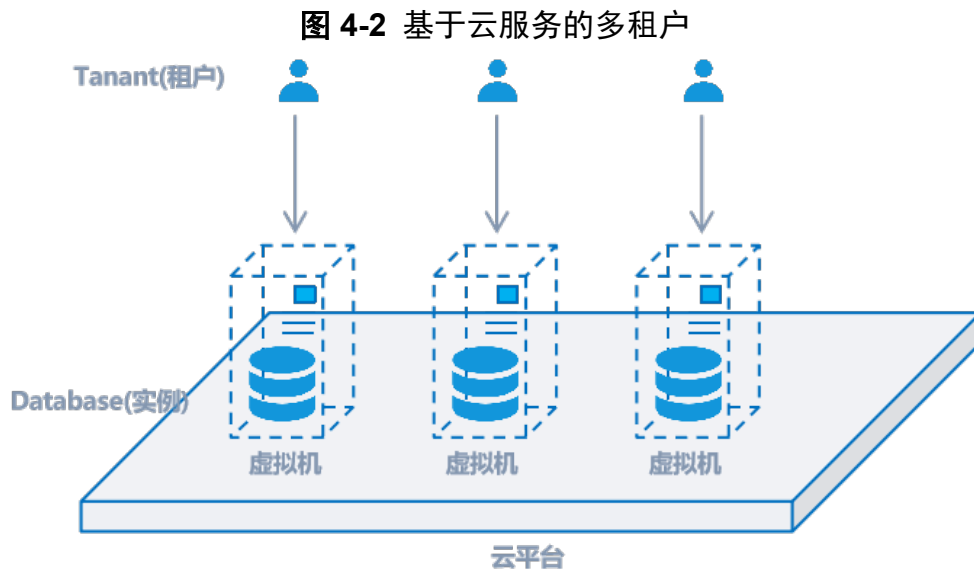 图 4-2 基于云服务的多租户
Tanant(租户)
Database(实例)
虚拟机 虚拟机 虚拟机
云平台